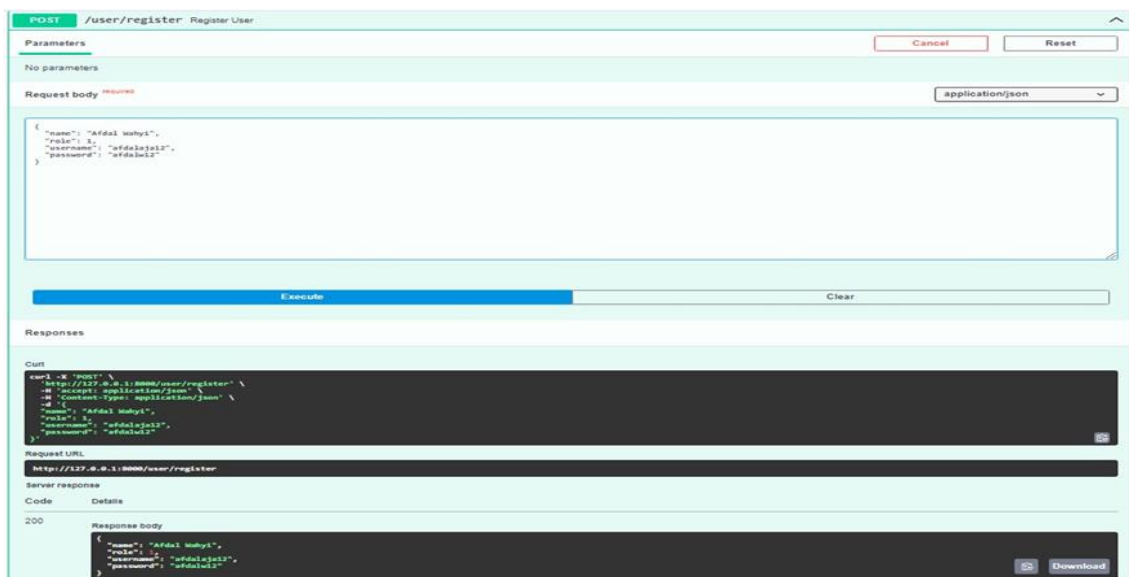 POST /user/register Register User
Parameters
Cancel
Reset
No parameters
Request body required
application/json
{
"name": "Afdal Wahyi",
"role": 1,
"username": "afdalaja12",
"password": "afdalw12"
}
Execute
Clear
Responses
Curl
curl -X 'POST' \
'http://127.0.0.1:8000/user/register' \
-H 'accept: application/json' \
-H 'Content-Type: application/json' \
-d '{
"name": "Afdal Wahyi",
"role": 1,
"username": "afdalaja12",
"password": "afdalw12"
}'
Request URL
http://127.0.0.1:8000/user/register
Server response
Code Details
200
Response body
{
"name": "Afdal Wahyi",
"role": 1,
"username": "afdalaja12",
"password": "afdalw12"
}
Download